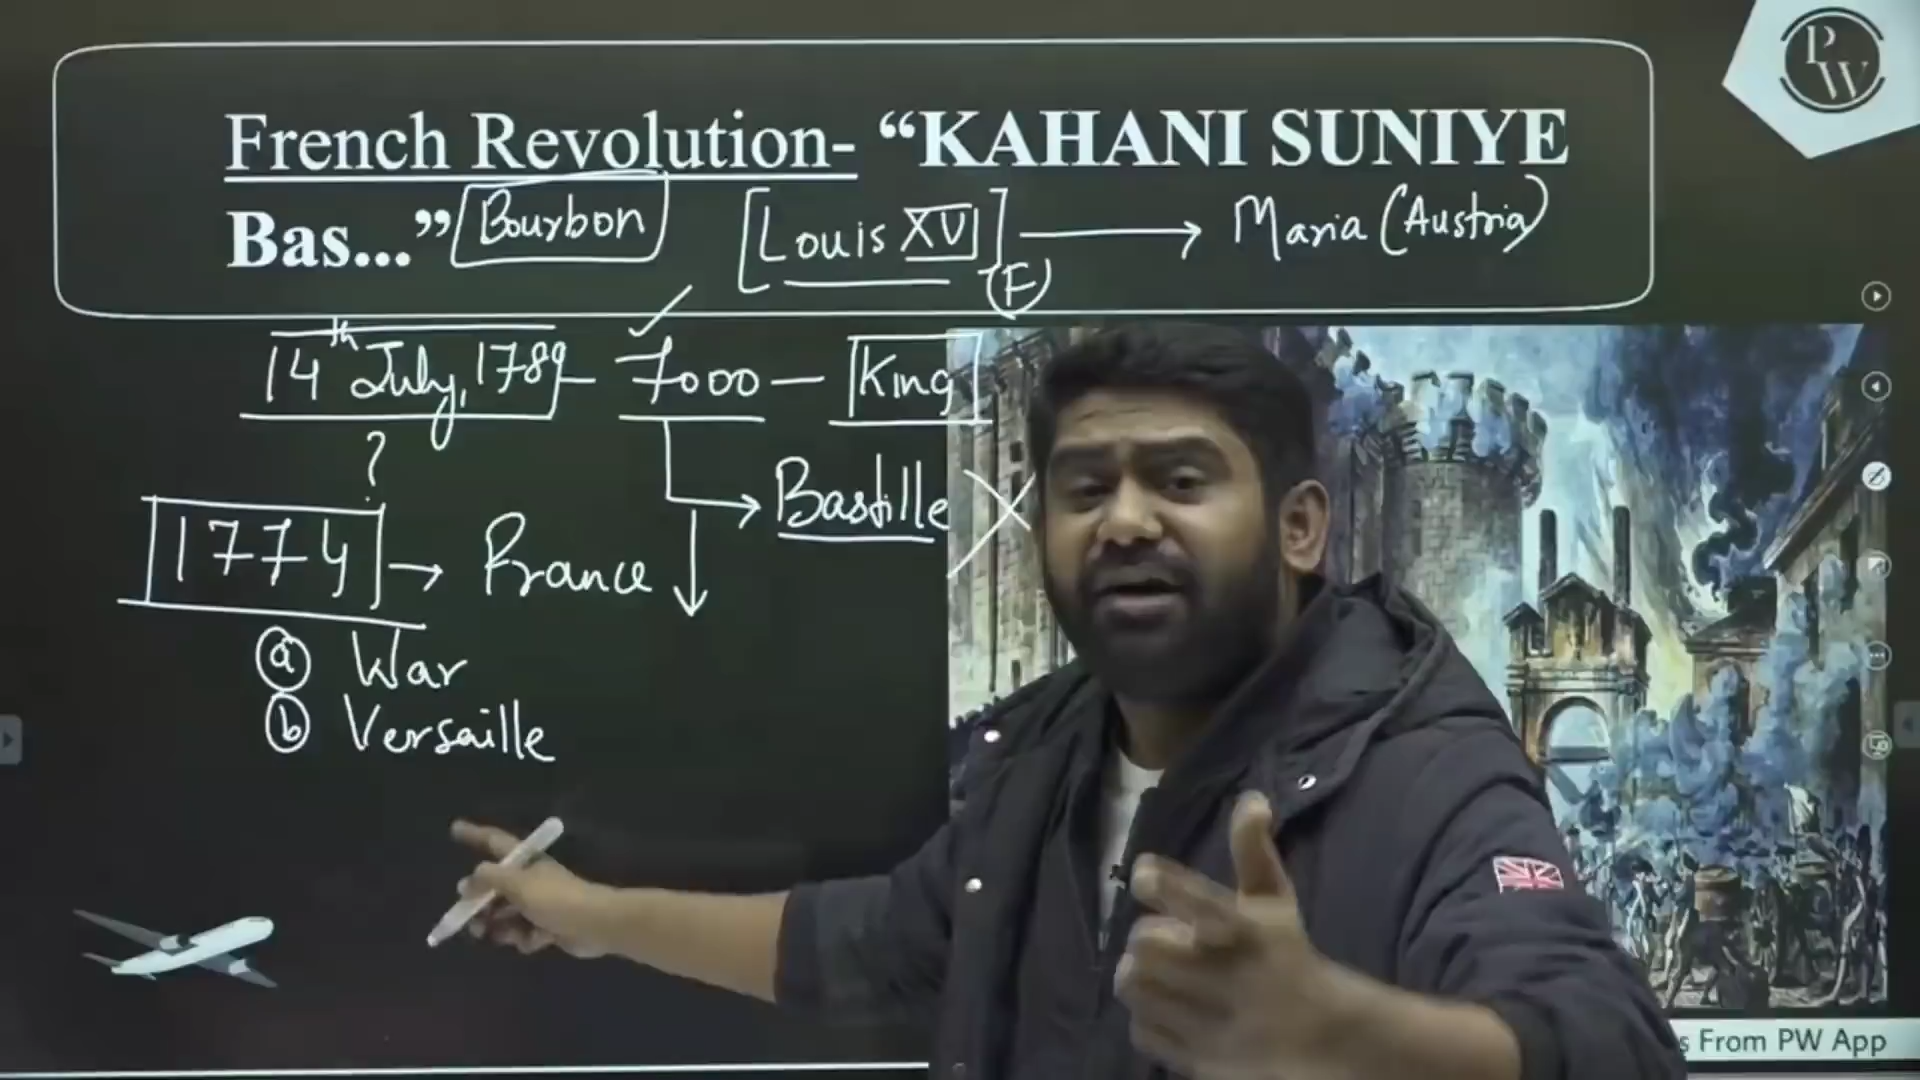 PW
French Revolution- “KAHANI SUNIYE
Bas...” Bourbon [Louis XV] → Maria (Austria)
(F)
14th July, 1789 - 7000 - King
?
Bastille
1774 → France ↓
a War
b Versaille
s From PW App